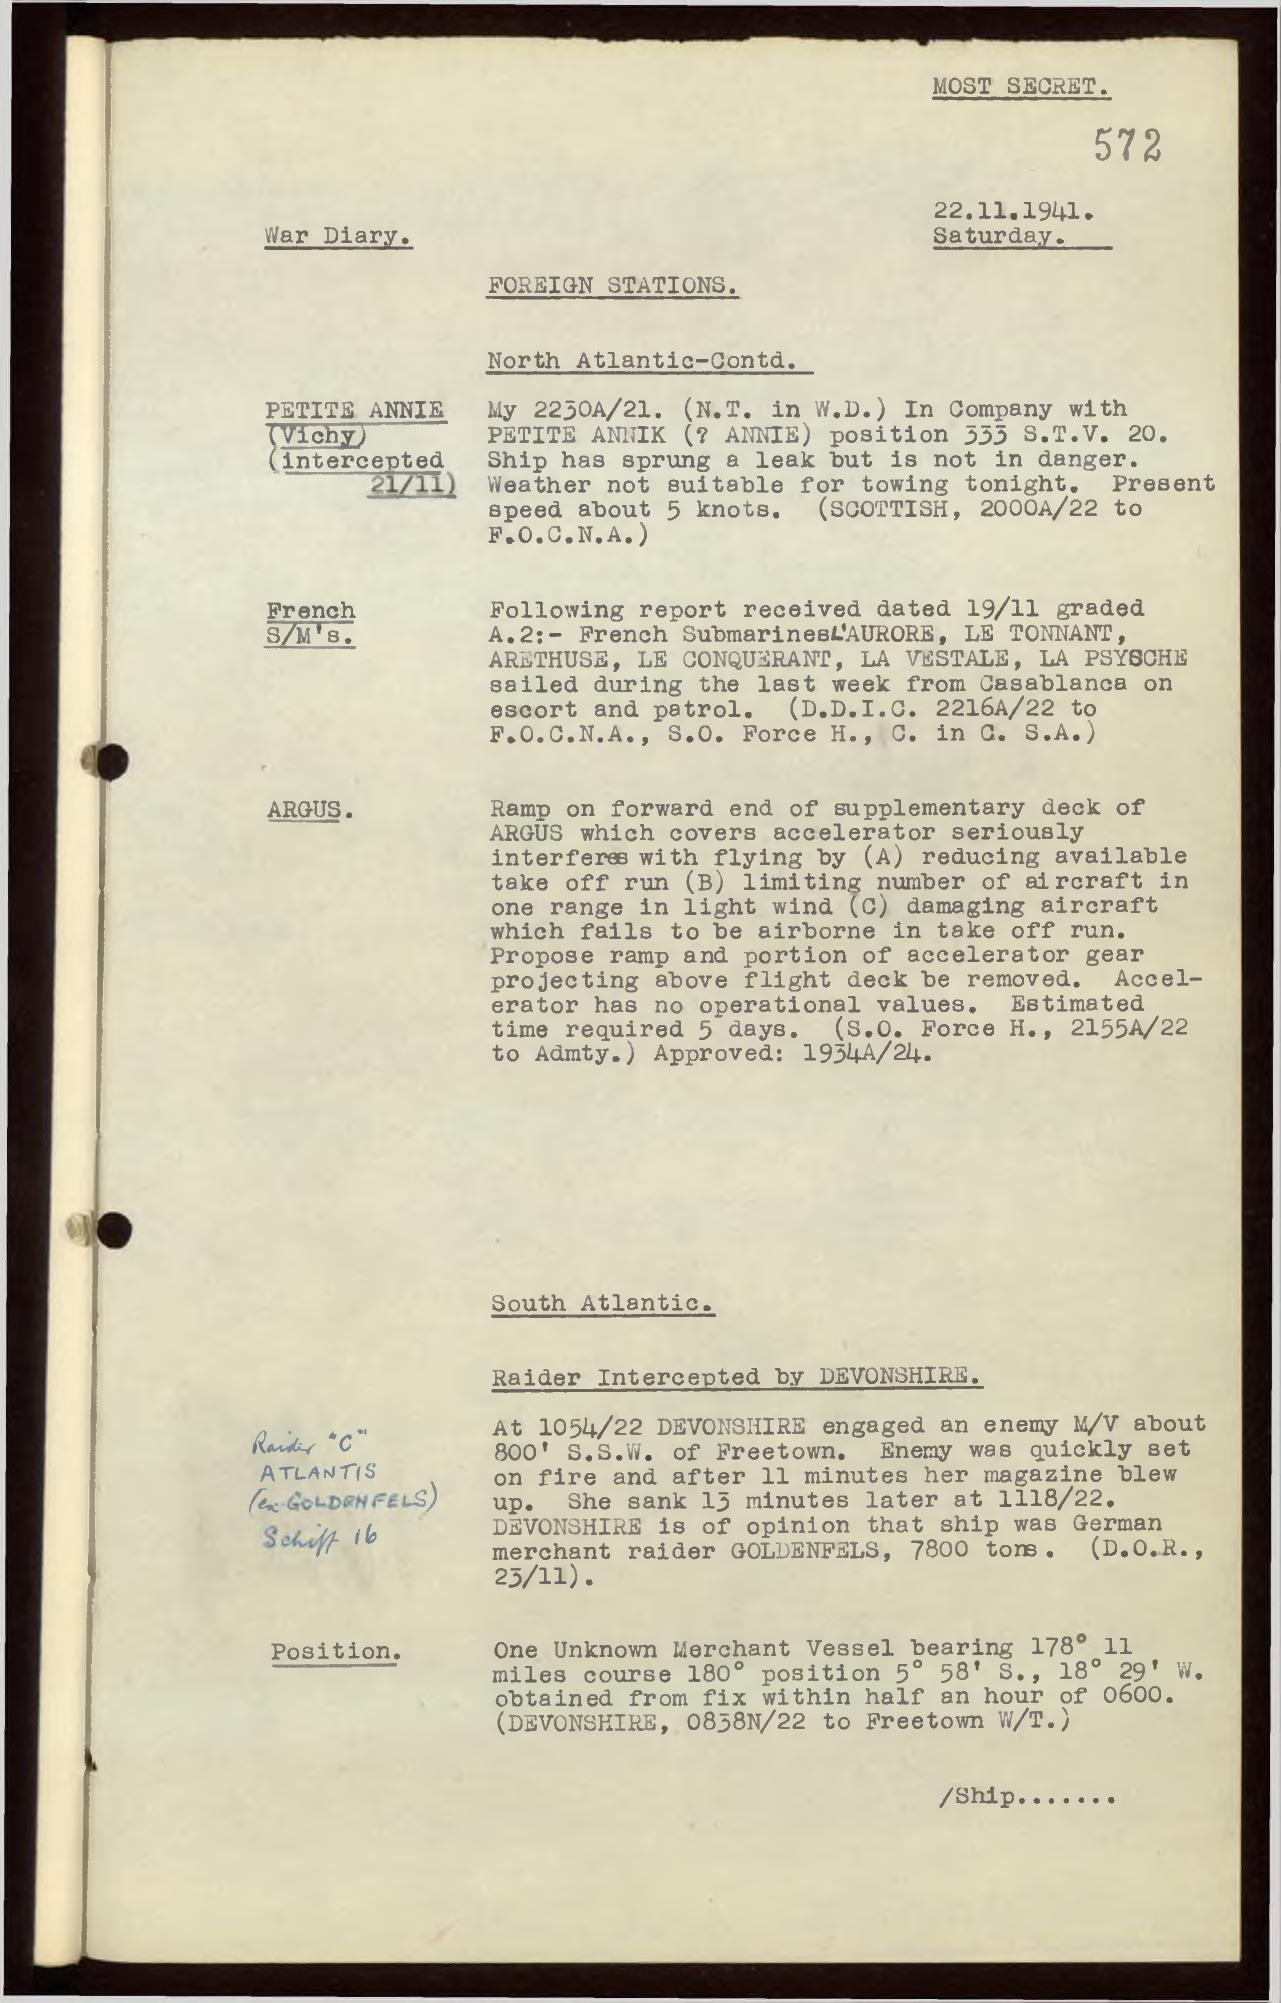 MOST SECRET.
572
22.11.1941.
War Diary.
Saturday.
FOREIGN STATIONS.
North Atlantic-Contd.
PETITE ANNIE
(Vichy)
(intercepted
21/11)
My 2230A/21. (N.T. in W.D.) In Company with
PETITE ANNIK (? ANNIE) position 333 S.T.V. 20.
Ship has sprung a leak but is not in danger.
Weather not suitable for towing tonight. Present
speed about 5 knots. (SCOTTISH, 2000A/22 to
F.O.C.N.A.)
French
S/M's.
Following report received dated 19/11 graded
A.2:- French SubmarinesL'AURORE, LE TONNANT,
ARETHUSE, LE CONQUERANT, LA VESTALE, LA PSYSCHE
sailed during the last week from Casablanca on
escort and patrol. (D.D.I.C. 2216A/22 to
F.O.C.N.A., S.O. Force H., C. in C. S.A.)
ARGUS.
Ramp on forward end of supplementary deck of
ARGUS which covers accelerator seriously
interferes with flying by (A) reducing available
take off run (B) limiting number of aircraft in
one range in light wind (C) damaging aircraft
which fails to be airborne in take off run.
Propose ramp and portion of accelerator gear
projecting above flight deck be removed. Accel-
erator has no operational values. Estimated
time required 5 days. (S.O. Force H., 2155A/22
to Admty.) Approved: 1934A/24.
South Atlantic.
Raider Intercepted by DEVONSHIRE.
Raider "C"
ATLANTIS
(ex-GOLDENFELS)
Schiff 16
At 1054/22 DEVONSHIRE engaged an enemy M/V about
800' S.S.W. of Freetown. Enemy was quickly set
on fire and after 11 minutes her magazine blew
up. She sank 13 minutes later at 1118/22.
DEVONSHIRE is of opinion that ship was German
merchant raider GOLDENFELS, 7800 tons. (D.O.R.,
23/11).
Position.
One Unknown Merchant Vessel bearing 178° 11
miles course 180° position 5° 58' S., 18° 29' W.
obtained from fix within half an hour of 0600.
(DEVONSHIRE, 0838N/22 to Freetown W/T.)
/Ship.......